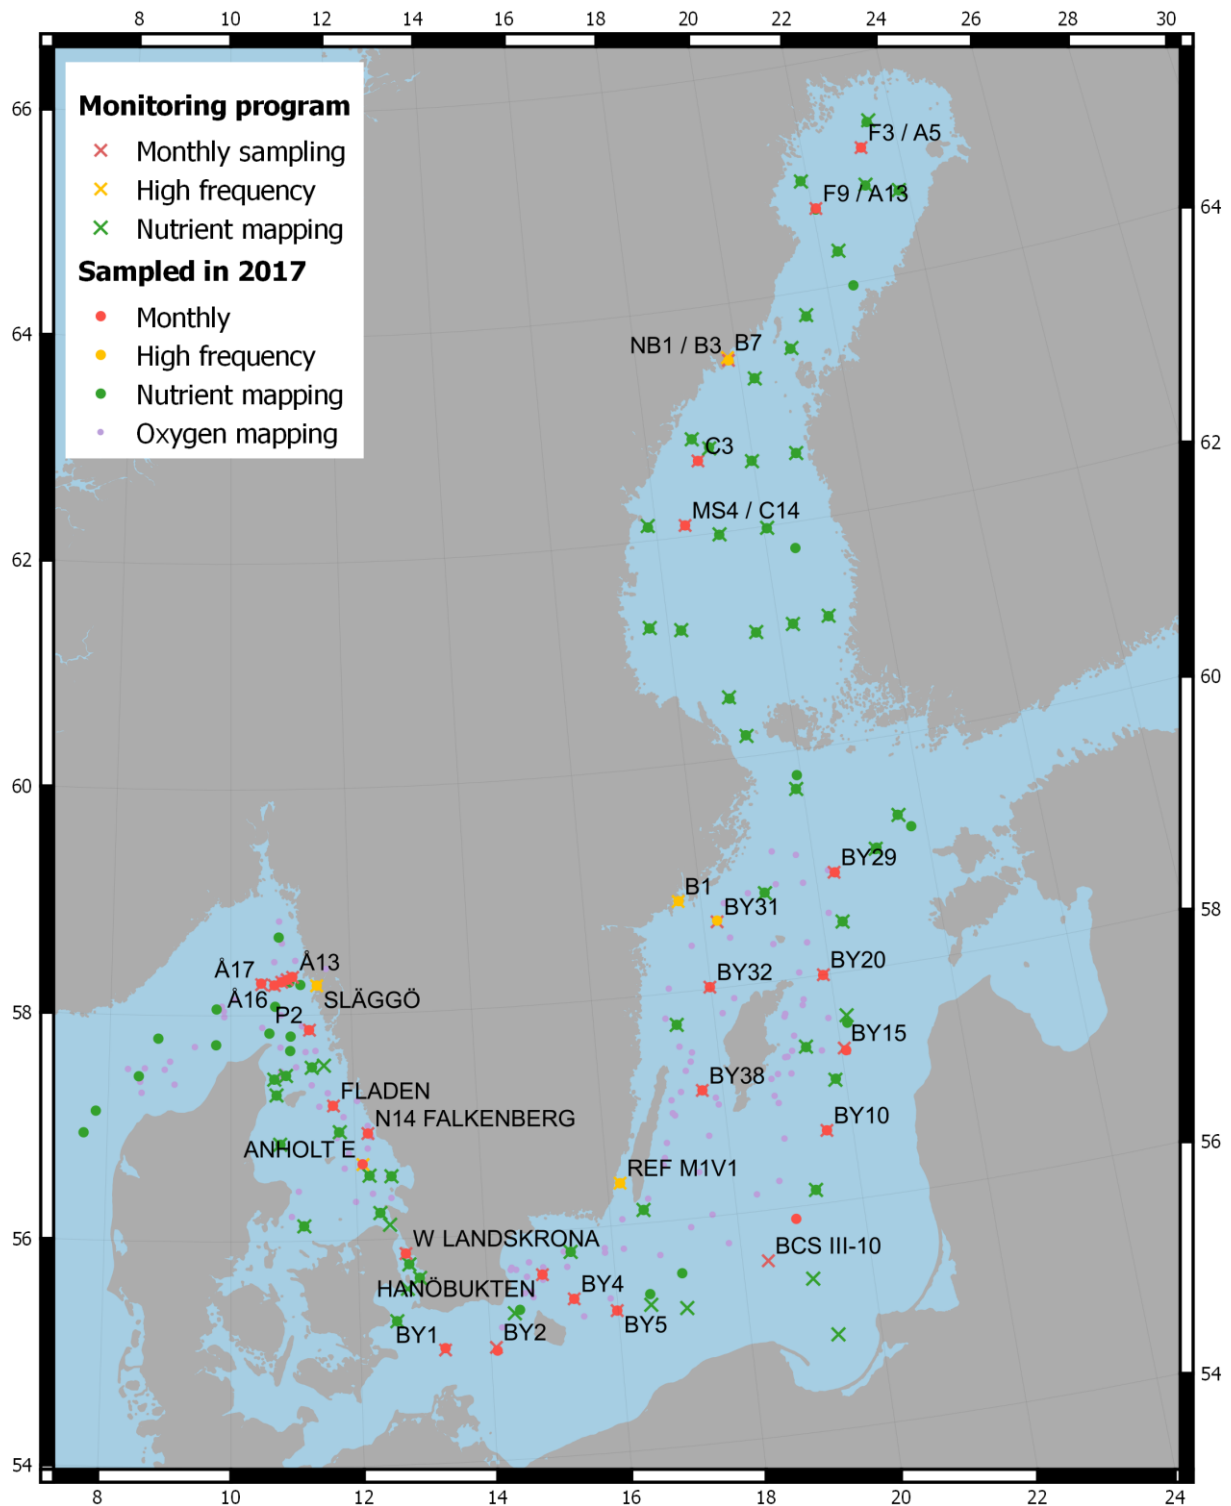 8 10 12 14 16 18 20 22 24 26 28 30
66
Monitoring program
Monthly sampling
High frequency
Nutrient mapping
Sampled in 2017
Monthly
High frequency
Nutrient mapping
Oxygen mapping
F3 / A5
F9 / A13
64
64
NB1 / B3 B7
62
C3
MS4 / C14
62
60
60
BY29
B1
58
BY31
Å13
Å17
BY20
BY32
Å16
SLÄGGÖ
58
P2
BY15
BY38
FLADEN
N14 FALKENBERG
BY10
56
ANHOLT E
REF M1V1
56
W LANDSKRONA
BCS III-10
HANÖBUKTEN
BY4
BY5
BY1
BY2
54
54
8 10 12 14 16 18 20 22 24